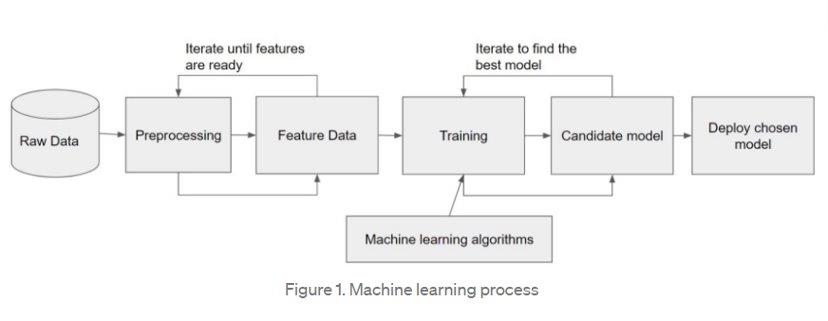 Iterate until features
are ready
Iterate to find the
best model
Raw Data
Preprocessing
Feature Data
Training
Candidate model
Deploy chosen
model
Machine learning algorithms
Figure 1. Machine learning process